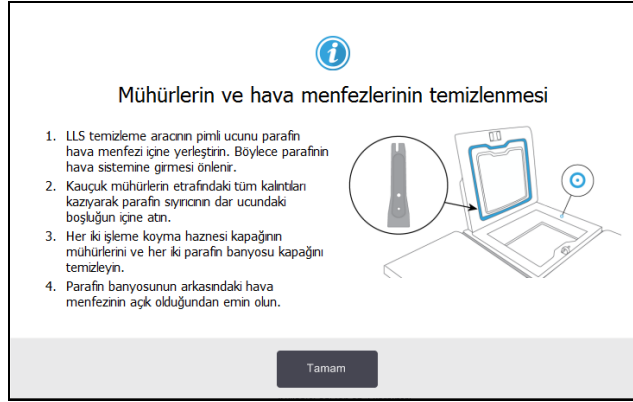 Mühürlerin ve hava menfezlerinin temizlenmesi
1. LLS temizleme aracının pimli ucunu parafin
hava menfezi içine yerleştirin. Böylece parafinin
hava sistemine girmesi önlenir.
2. Kauçuk mühürlerin etrafındaki tüm kalıntıları
kazıyarak parafin sıyırıcının dar ucundaki
boşluğun içine atın.
3. Her iki işleme koyma haznesi kapağının
mühürlerini ve her iki parafin banyosu kapağını
temizleyin.
4. Parafin banyosunun arkasındaki hava
menfezinin açık olduğundan emin olun.
Tamam